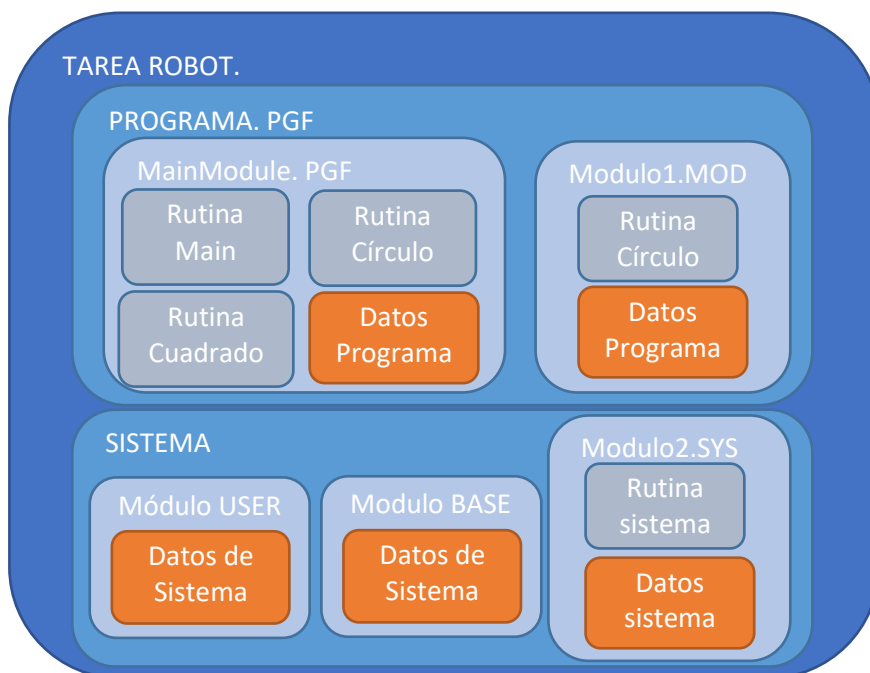 TAREA ROBOT.
PROGRAMA. PGF
MainModule. PGF
Rutina
Main
Rutina
Círculo
Rutina
Cuadrado
Datos
Programa
Modulo1.MOD
Rutina
Círculo
Datos
Programa
SISTEMA
Módulo USER
Datos de
Sistema
Modulo BASE
Datos de
Sistema
Modulo2.SYS
Rutina
sistema
Datos
sistema